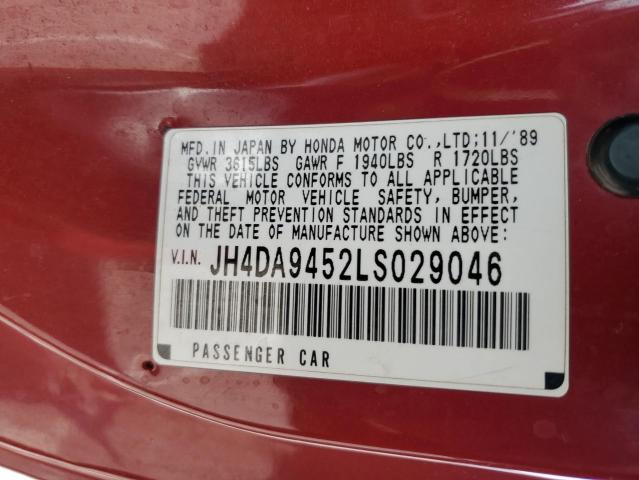 MFD.IN JAPAN BY HONDA MOTOR CO.,LTD;11/'89
GVWR 3615LBS GAWR F 1940LBS R 1720LBS
THIS VEHICLE CONFORMS TO ALL APPLICABLE
FEDERAL MOTOR VEHICLE SAFETY, BUMPER,
AND THEFT PREVENTION STANDARDS IN EFFECT
ON THE DATE OF MANUFACTURE SHOWN ABOVE:
V.I.N. JH4DA9452LS029046
PASSENGER CAR